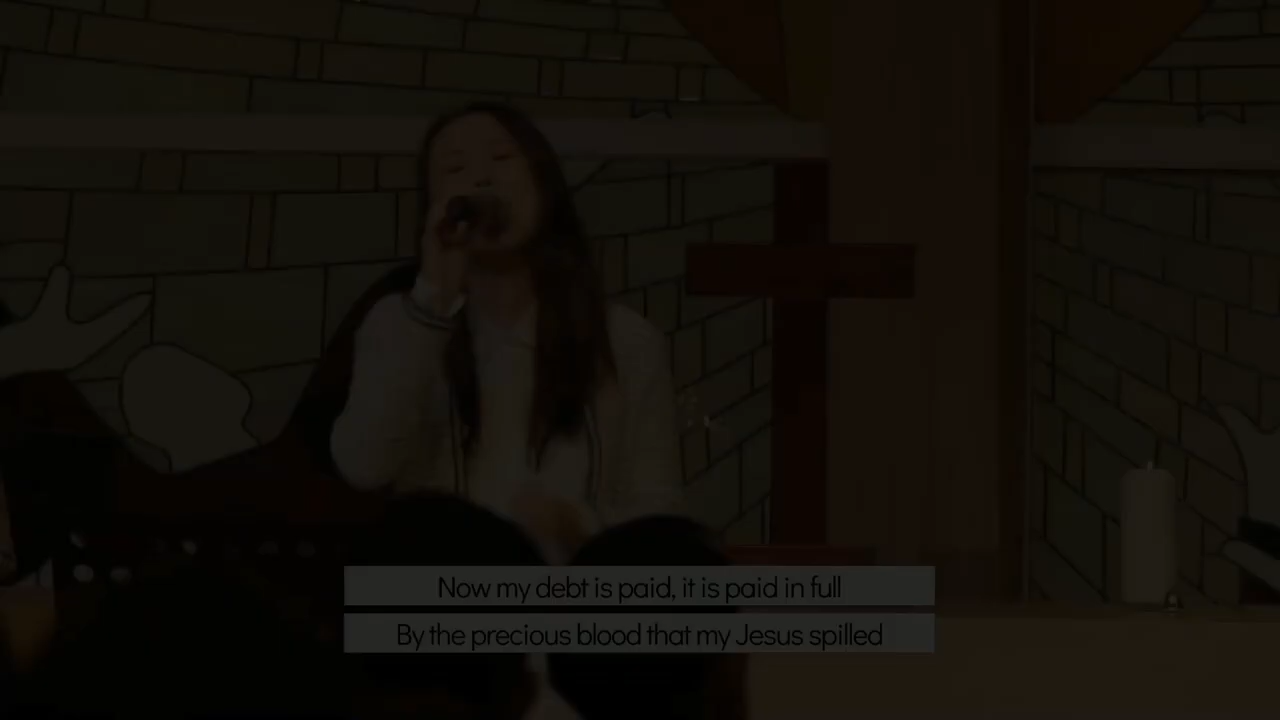 Now my debt is paid, it is paid in full
By the precious blood that my Jesus spilled